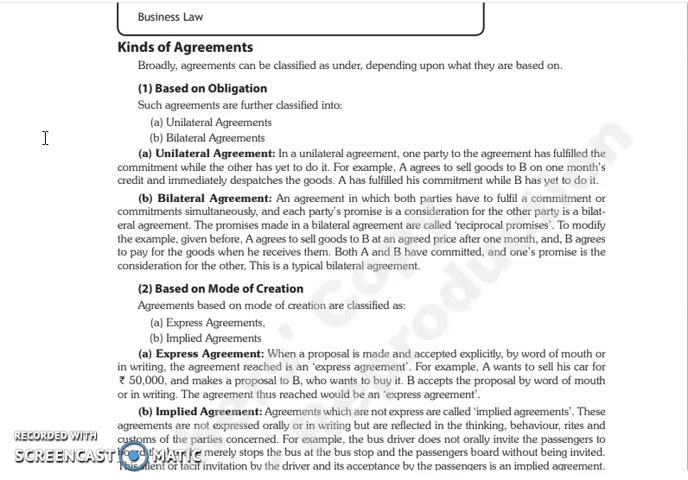 Business Law
Kinds of Agreements
Broadly, agreements can be classified as under, depending upon what they are based on.
(1) Based on Obligation
Such agreements are further classified into:
(a) Unilateral Agreements
(b) Bilateral Agreements
(a) Unilateral Agreement: In a unilateral agreement, one party to the agreement has fulfilled the
commitment while the other has yet to do it. For example, A agrees to sell goods to B on one month's
credit and immediately despatches the goods. A has fulfilled his commitment while B has yet to do it.
(b) Bilateral Agreement: An agreement in which both parties have to fulfil a commitment or
commitments simultaneously, and each party's promise is a consideration for the other party is a bilat-
eral agreement. The promises made in a bilateral agreement are called 'reciprocal promises'. To modify
the example, given before, A agrees to sell goods to B at an agreed price after one month, and, B agrees
to pay for the goods when he receives them. Both A and B have committed, and one's promise is the
consideration for the other, This is a typical bilateral agreement.
(2) Based on Mode of Creation
Agreements based on mode of creation are classified as:
(a) Express Agreements,
(b) Implied Agreements
(a) Express Agreement: When a proposal is made and accepted explicitly, by word of mouth or
in writing, the agreement reached is an 'express agreement'. For example, A wants to sell his car for
₹ 50,000, and makes a proposal to B, who wants to buy it. B accepts the proposal by word of mouth
or in writing. The agreement thus reached would be an 'express agreement'.
(b) Implied Agreement: Agreements which are not express are called 'implied agreements'. These
agreements are not expressed orally or in writing but are reflected in the thinking, behaviour, rites and
customs of the parties concerned. For example, the bus driver does not orally invite the passengers to
merely stops the bus at the bus stop and the passengers board without being invited.
This silent or tacit invitation by the driver and its acceptance by the passengers is an implied agreement.
RECORDED WITH
SCREENCAST MATIC